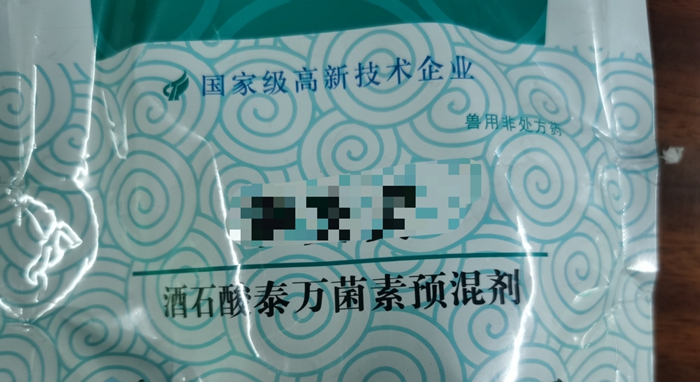 国家级高新技术企业
兽用非处方药
酒石酸泰万菌素预混剂